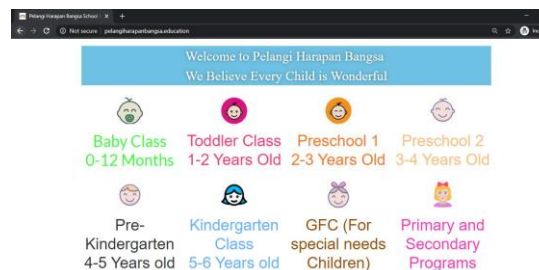 Pelangi Harapan Bangsa School
Not secure | pelangiharapanbangsa.education
Welcome to Pelangi Harapan Bangsa
We Believe Every Child is Wonderful
Baby Class Toddler Class Preschool 1 Preschool 2
0-12 Months 1-2 Years Old 2-3 Years Old 3-4 Years Old
Pre- Kindergarten GFC (For Primary and
Kindergarten Class special needs Secondary
4-5 Years old 5-6 Years old Children) Programs